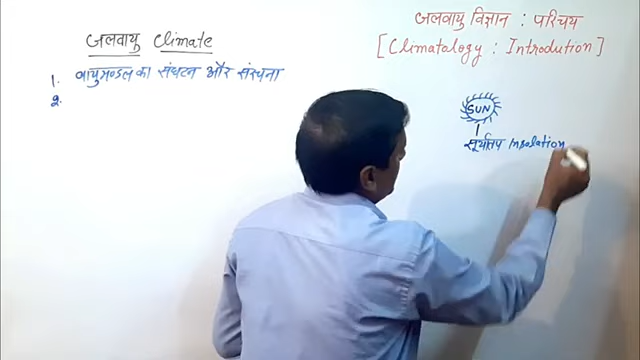 जलवायु विज्ञान : परिचय
[Climatology : Introdution]
जलवायु Climate
1. वायुमण्डल का संघटन और संरचना
2.
SUN
सूर्यातप Insolation